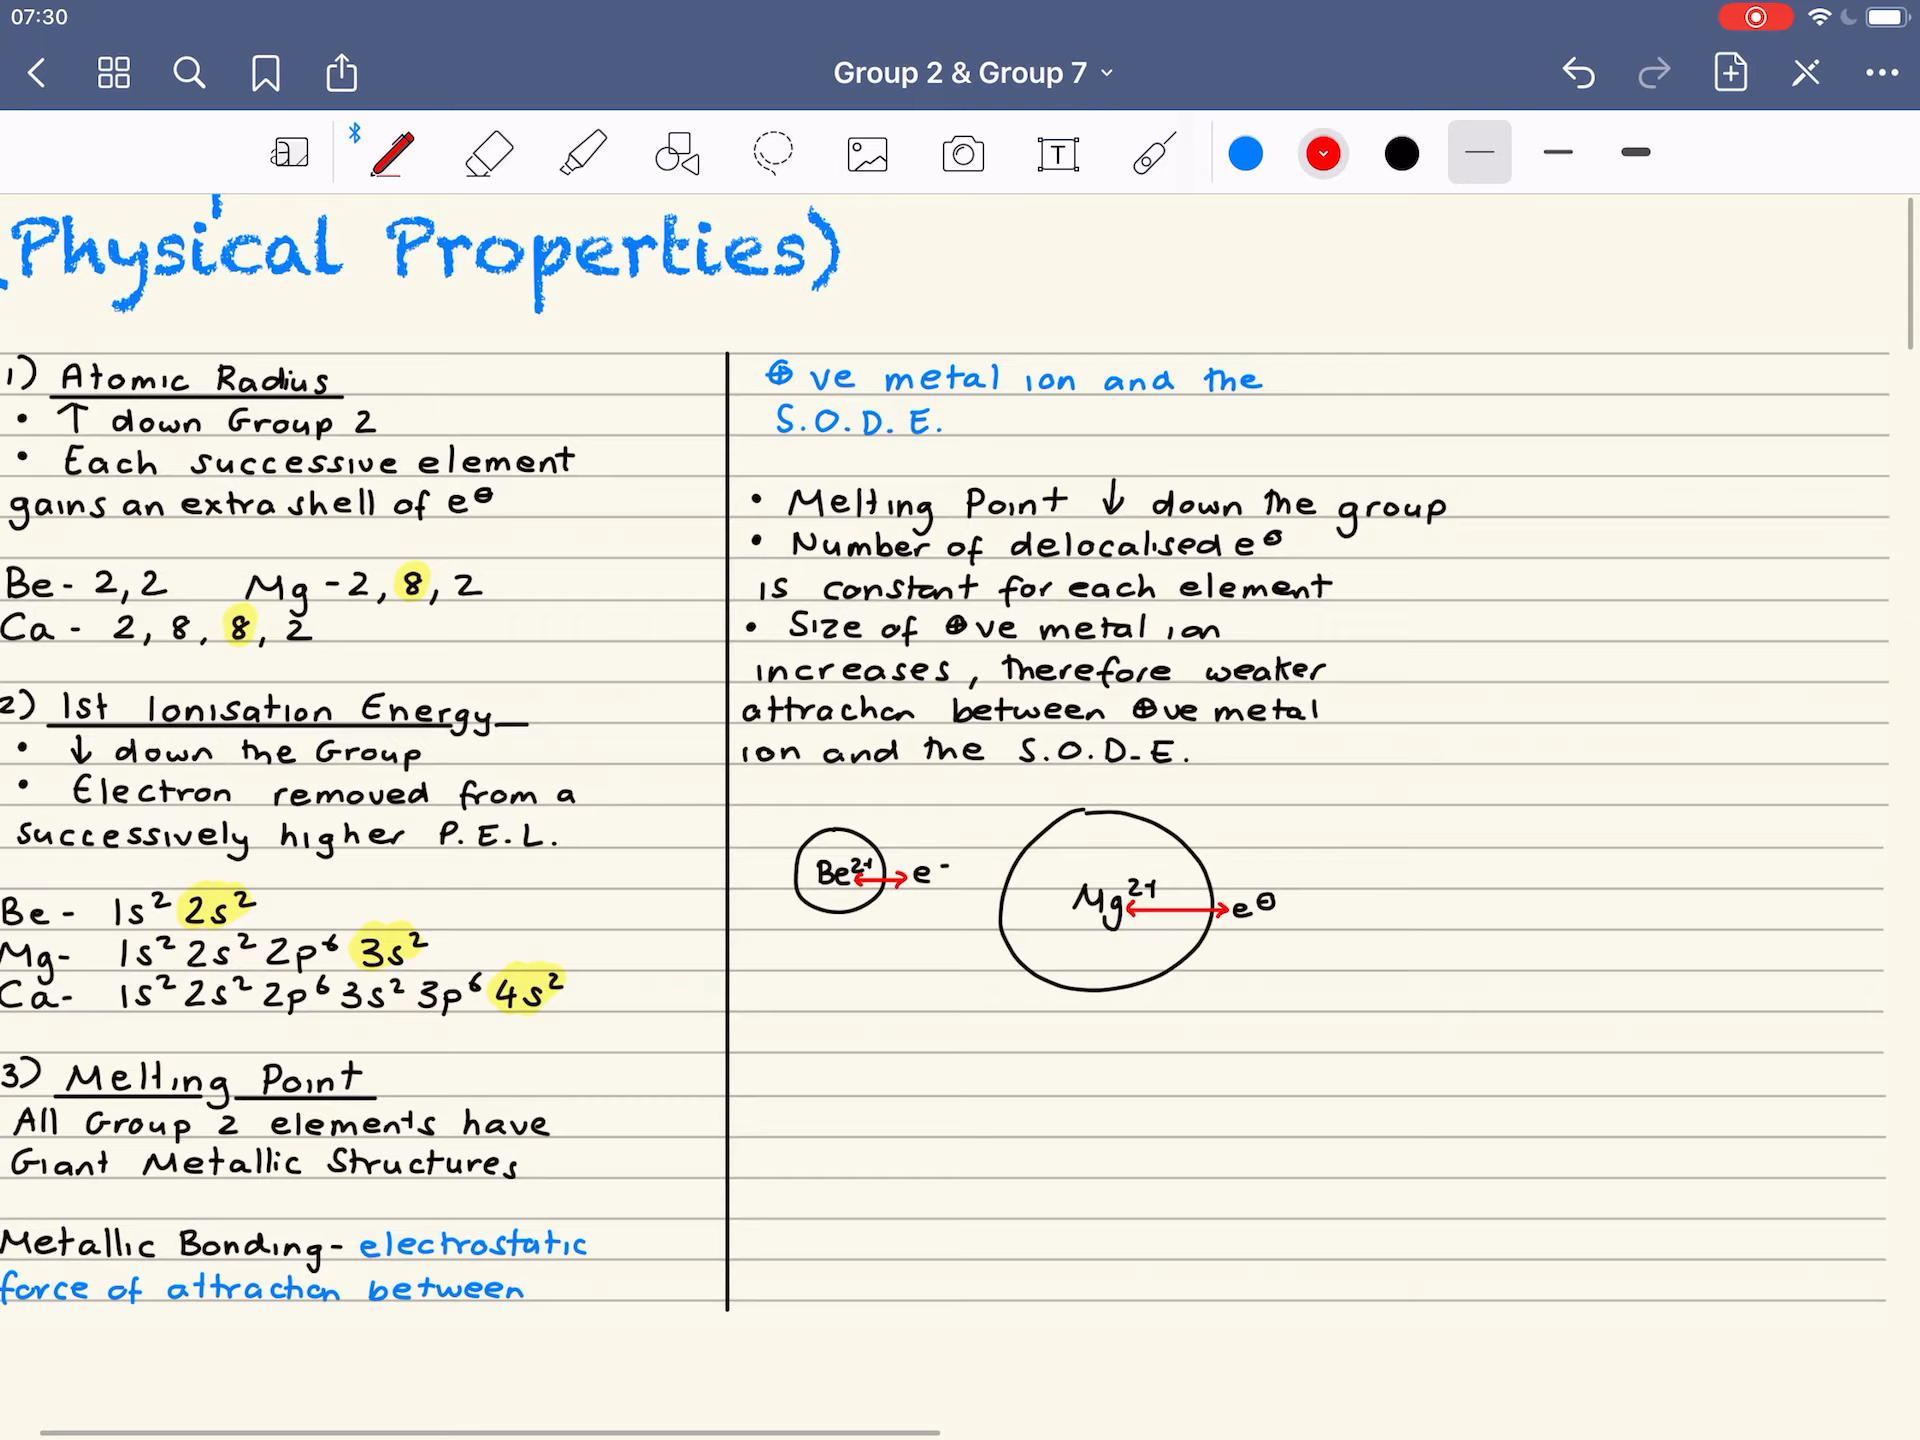 07:30
Group 2 & Group 7
T
(Physical Properties)
1) Atomic Radius
• ↑ down Group 2
• Each successive element
gains an extra shell of e⊖
Be - 2, 2 Mg - 2, 8, 2
Ca - 2, 8, 8, 2
2) 1st Ionisation Energy
• ↓ down the Group
• Electron removed from a
successively higher P.E.L.
Be - 1s² 2s²
Mg- 1s² 2s² 2p⁶ 3s²
Ca- 1s² 2s² 2p⁶ 3s² 3p⁶ 4s²
3) Melting Point
All Group 2 elements have
Giant Metallic Structures
Metallic Bonding- electrostatic
force of attraction between
⊕ ve metal ion and the
S.O.D.E.
• Melting Point ↓ down the group
• Number of delocalised e⊖
is constant for each element
• Size of ⊕ve metal ion
increases, therefore weaker
attraction between ⊕ve metal
ion and the S.O.D.E.
Be²⁺ e⁻
Mg²⁺ e⊖